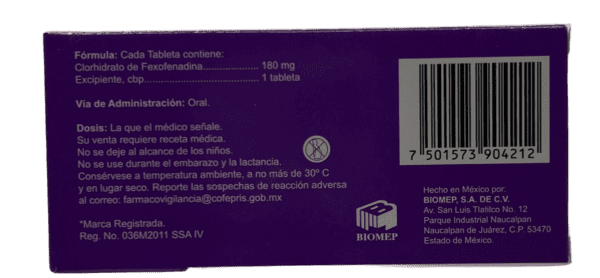 Fórmula: Cada Tableta contiene:
Clorhidrato de Fexofenadina..................... 180 mg
Excipiente, cbp............................................ 1 tableta
Vía de Administración: Oral.
Dosis: La que el médico señale.
Su venta requiere receta médica.
No se deje al alcance de los niños.
No se use durante el embarazo y la lactancia.
Consérvese a temperatura ambiente, a no más de 30º C
y en lugar seco. Reporte las sospechas de reacción adversa
al correo: farmacovigilancia@cofepris.gob.mx
*Marca Registrada.
Reg. No. 036M2011 SSA IV
BIOMEP
7 501573 904212
Hecho en México por:
BIOMEP, S.A. DE C.V.
Av. San Luis Tlatilco No. 12
Parque Industrial Naucalpan
Naucalpan de Juárez, C.P. 53470
Estado de México.